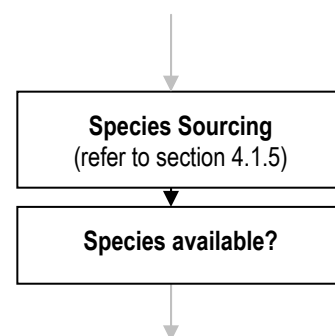 Species Sourcing
(refer to section 4.1.5)
Species available?